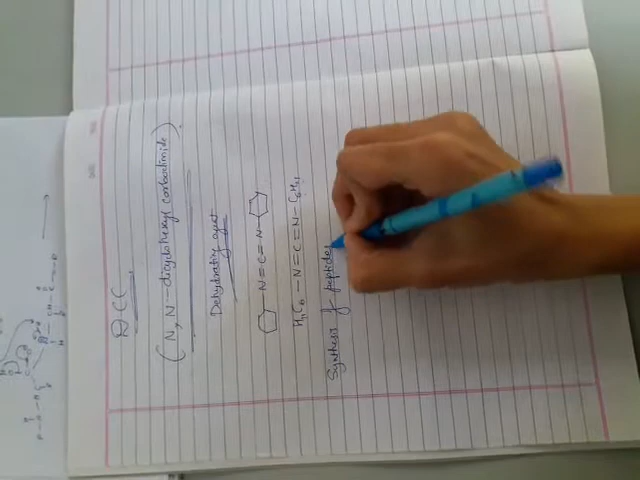 DCC
(N, N - dicyclohexyl carbodiimide)
Dehydrating agent
N=C=N
H11C6 - N=C=N - C6H11
Synthesis of peptides